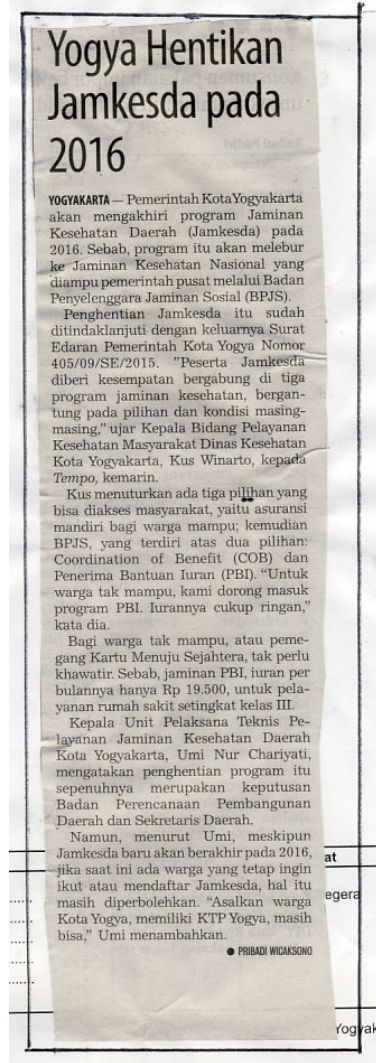 Yogya Hentikan
Jamkesda pada
2016
YOGYAKARTA — Pemerintah Kota Yogyakarta
akan mengakhiri program Jaminan
Kesehatan Daerah (Jamkesda) pada
2016. Sebab, program itu akan melebur
ke Jaminan Kesehatan Nasional yang
diampu pemerintah pusat melalui Badan
Penyelenggara Jaminan Sosial (BPJS).
Penghentian Jamkesda itu sudah
ditindaklanjuti dengan keluarnya Surat
Edaran Pemerintah Kota Yogya Nomor
405/09/SE/2015. "Peserta Jamkesda
diberi kesempatan bergabung di tiga
program jaminan kesehatan, bergan-
tung pada pilihan dan kondisi masing-
masing," ujar Kepala Bidang Pelayanan
Kesehatan Masyarakat Dinas Kesehatan
Kota Yogyakarta, Kus Winarto, kepada
Tempo, kemarin.
Kus menuturkan ada tiga pilihan yang
bisa diakses masyarakat, yaitu asuransi
mandiri bagi warga mampu; kemudian
BPJS, yang terdiri atas dua pilihan:
Coordination of Benefit (COB) dan
Penerima Bantuan Iuran (PBI). "Untuk
warga tak mampu, kami dorong masuk
program PBI. Iurannya cukup ringan,"
kata dia.
Bagi warga tak mampu, atau peme-
gang Kartu Menuju Sejahtera, tak perlu
khawatir. Sebab, jaminan PBI, iuran per
bulannya hanya Rp 19.500, untuk pela-
yanan rumah sakit setingkat kelas III.
Kepala Unit Pelaksana Teknis Pe-
layanan Jaminan Kesehatan Daerah
Kota Yogyakarta, Umi Nur Chariyati,
mengatakan penghentian program itu
sepenuhnya merupakan keputusan
Badan Perencanaan Pembangunan
Daerah dan Sekretaris Daerah.
Namun, menurut Umi, meskipun
Jamkesda baru akan berakhir pada 2016,
jika saat ini ada warga yang tetap ingin
ikut atau mendaftar Jamkesda, hal itu
masih diperbolehkan. "Asalkan warga
Kota Yogya, memiliki KTP Yogya, masih
bisa," Umi menambahkan.
● PRIBADI WICAKSONO
at
egera
Yogyak